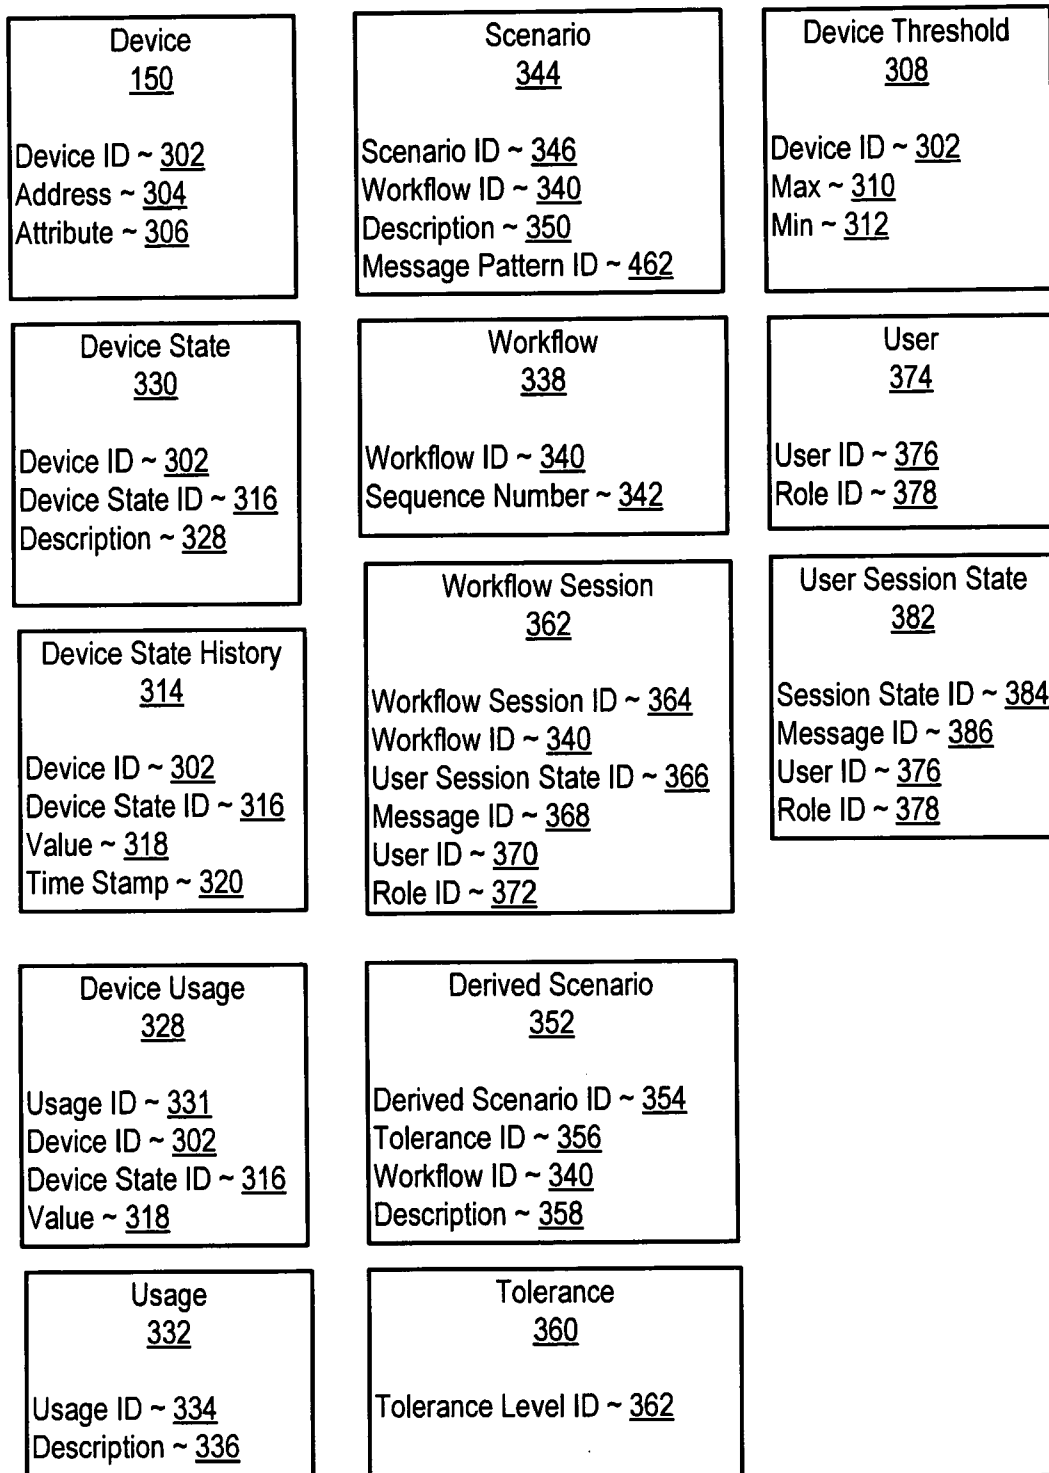 Device
150
Device ID ~ 302
Address ~ 304
Attribute ~ 306
Scenario
344
Scenario ID ~ 346
Workflow ID ~ 340
Description ~ 350
Message Pattern ID ~ 462
Device Threshold
308
Device ID ~ 302
Max ~ 310
Min ~ 312
Device State
330
Device ID ~ 302
Device State ID ~ 316
Description ~ 328
Workflow
338
Workflow ID ~ 340
Sequence Number ~ 342
User
374
User ID ~ 376
Role ID ~ 378
Device State History
314
Device ID ~ 302
Device State ID ~ 316
Value ~ 318
Time Stamp ~ 320
Workflow Session
362
Workflow Session ID ~ 364
Workflow ID ~ 340
User Session State ID ~ 366
Message ID ~ 368
User ID ~ 370
Role ID ~ 372
User Session State
382
Session State ID ~ 384
Message ID ~ 386
User ID ~ 376
Role ID ~ 378
Device Usage
328
Usage ID ~ 331
Device ID ~ 302
Device State ID ~ 316
Value ~ 318
Derived Scenario
352
Derived Scenario ID ~ 354
Tolerance ID ~ 356
Workflow ID ~ 340
Description ~ 358
Usage
332
Usage ID ~ 334
Description ~ 336
Tolerance
360
Tolerance Level ID ~ 362